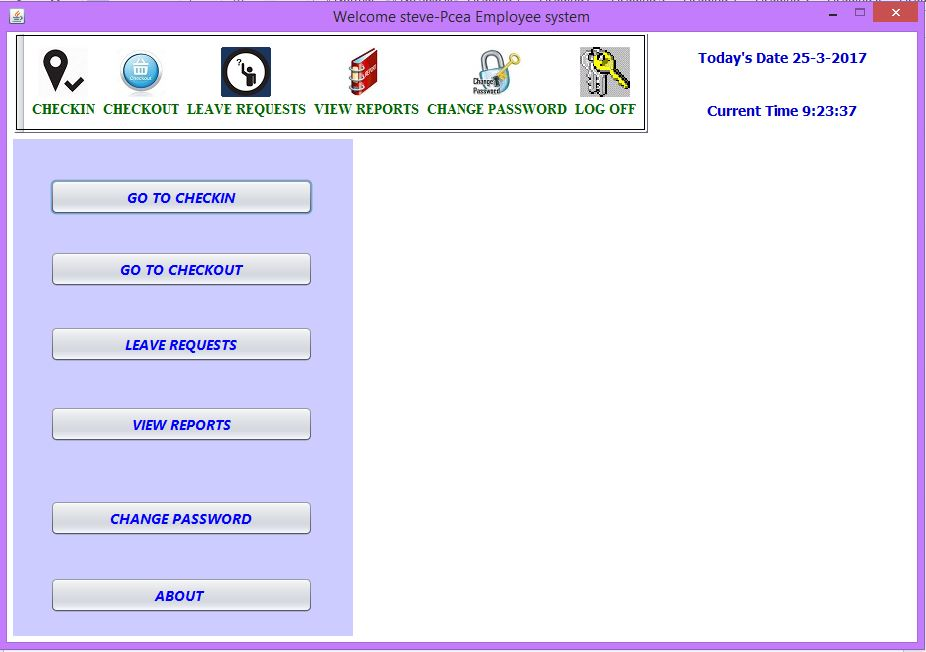 Welcome steve-Pcea Employee system
Today's Date 25-3-2017
Checkout
Change
Password
CHECKIN CHECKOUT LEAVE REQUESTS VIEW REPORTS CHANGE PASSWORD LOG OFF
Current Time 9:23:37
GO TO CHECKIN
GO TO CHECKOUT
LEAVE REQUESTS
VIEW REPORTS
CHANGE PASSWORD
ABOUT